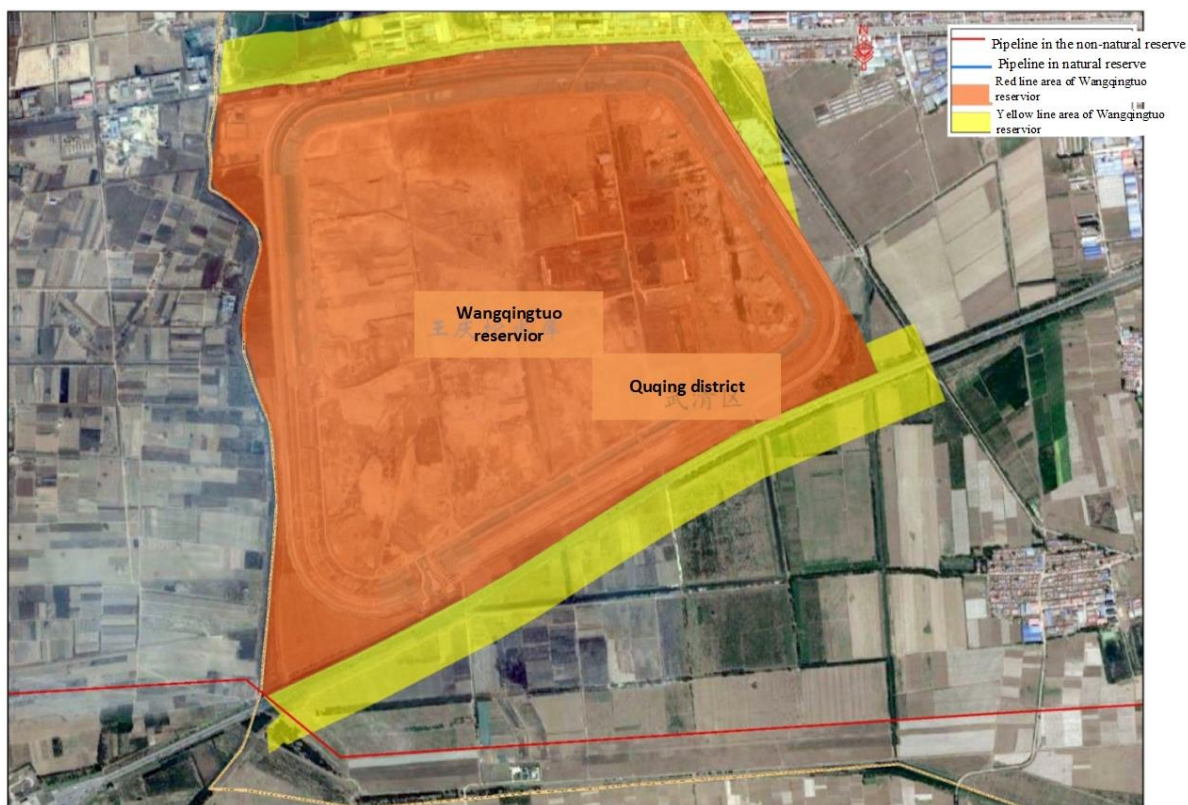 Pipeline in the non-natural reserve
Pipeline in natural reserve
Red line area of Wangqingtuo
reservior
Yellow line area of Wangqingtuo
reservior
Wangqingtuo
reservior
Quqing district